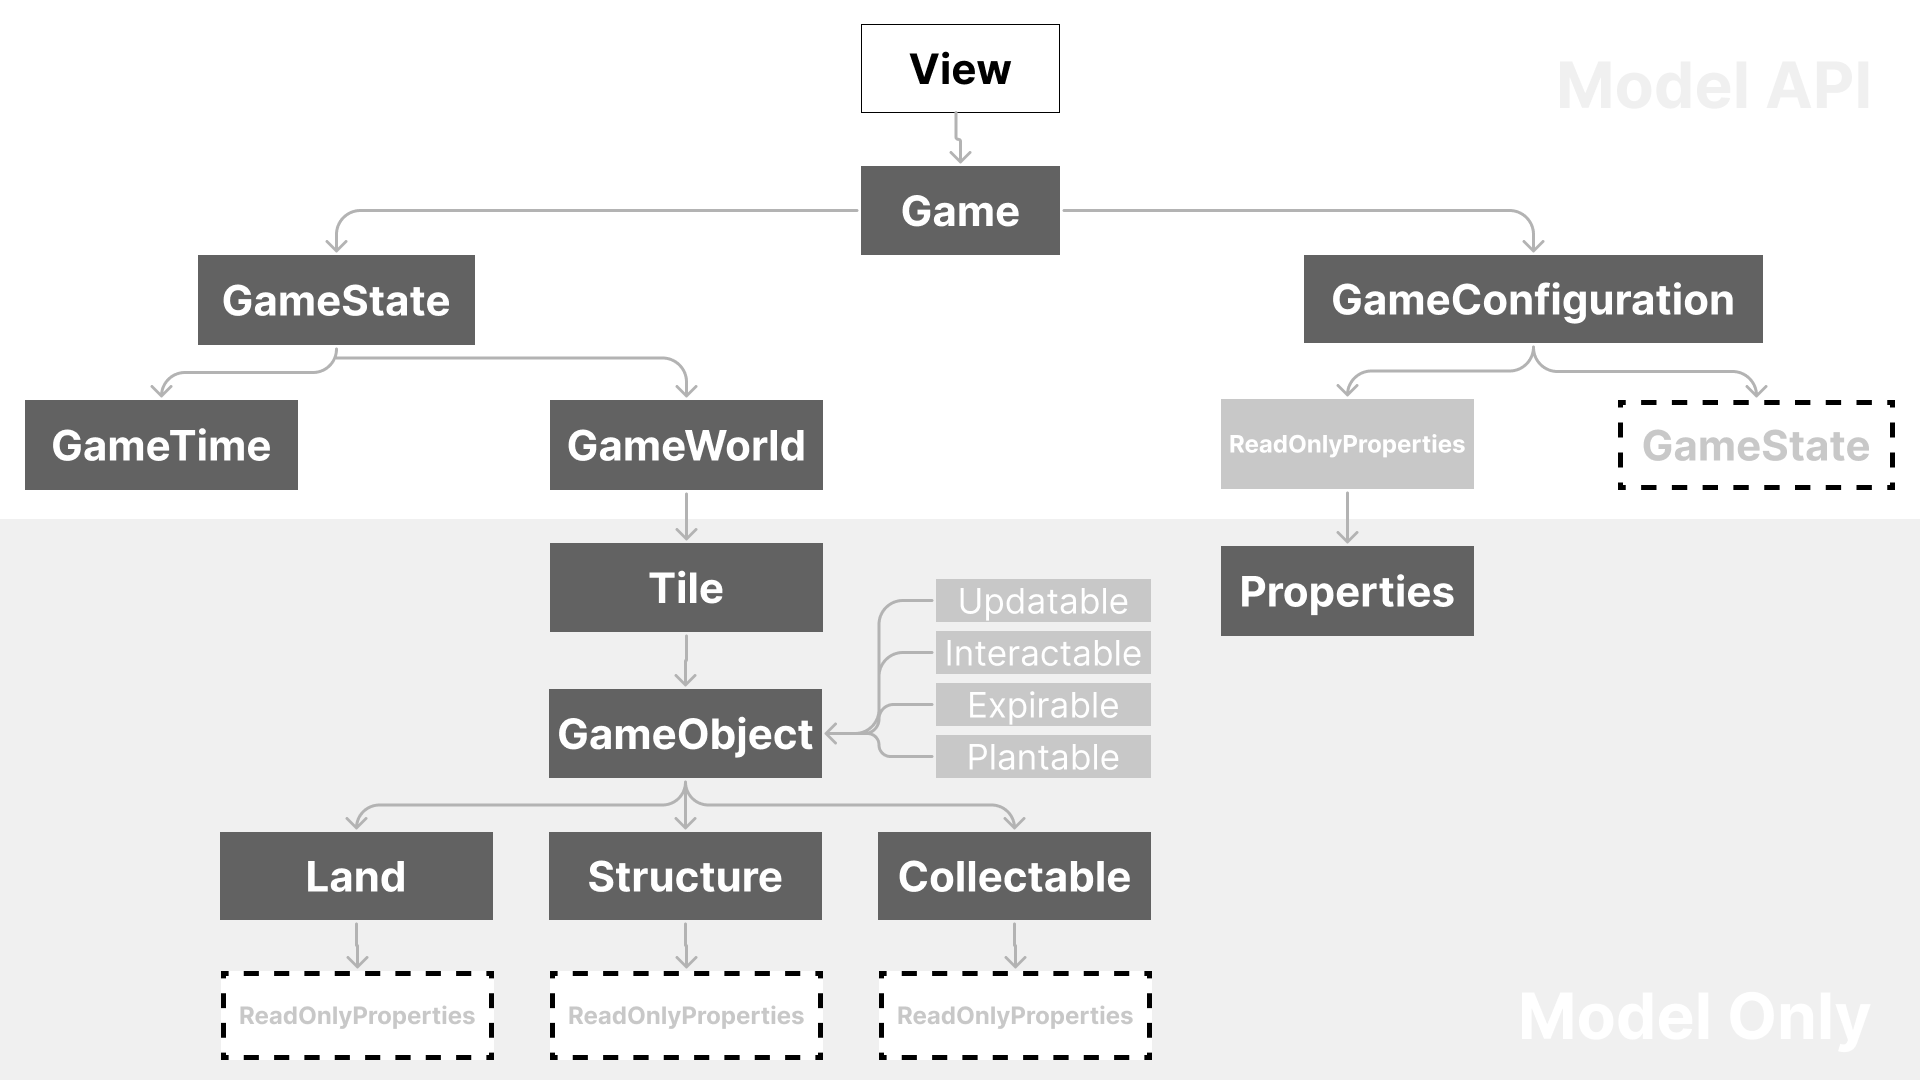 View
Model API
Game
GameState
GameConfiguration
GameTime
GameWorld
ReadOnlyProperties
GameState
Tile
Properties
Updatable
Interactable
Expirable
Plantable
GameObject
Land
Structure
Collectable
ReadOnlyProperties
ReadOnlyProperties
ReadOnlyProperties
Model Only